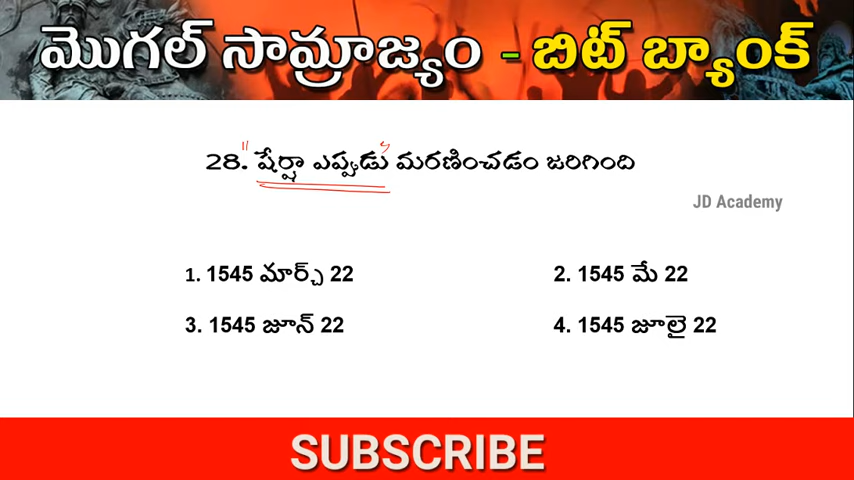 మొగల్ సామ్రాజ్యం - బిట్ బ్యాంక్
28. షేర్షా ఎప్పుడు మరణించడం జరిగింది
JD Academy
1. 1545 మార్చ్ 22
2. 1545 మే 22
3. 1545 జూన్ 22
4. 1545 జూలై 22
SUBSCRIBE